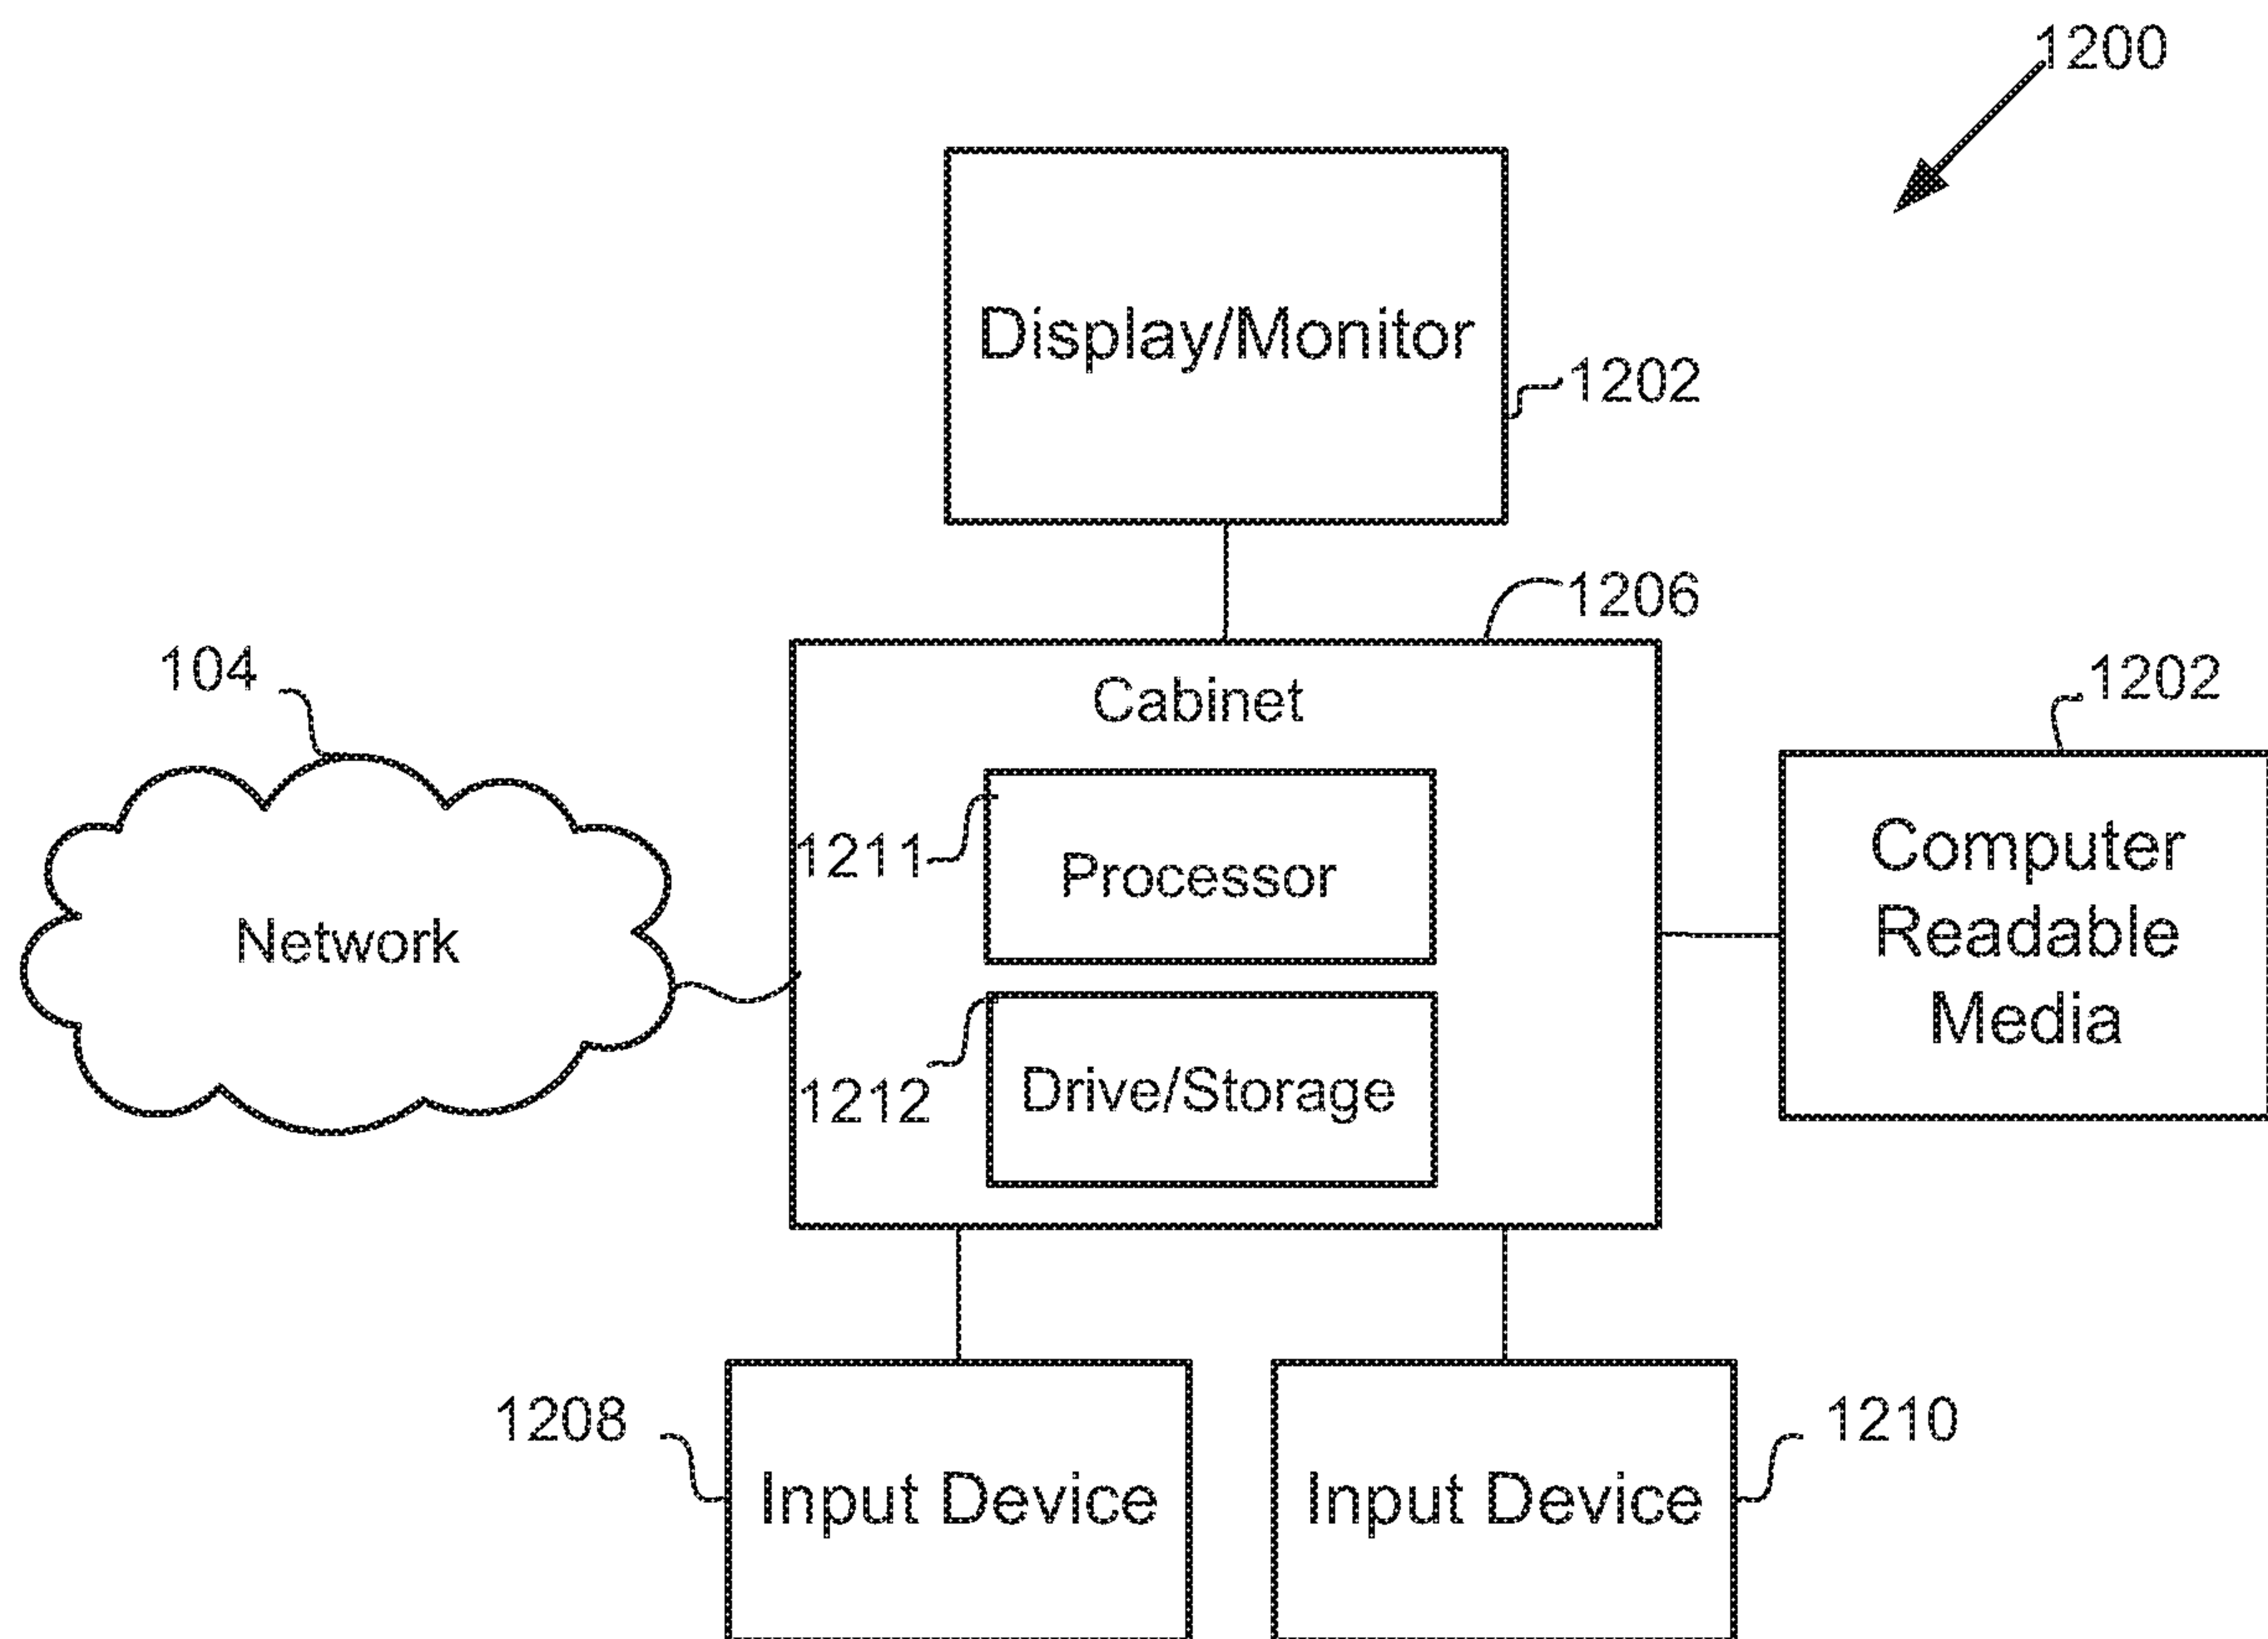 1200
Display/Monitor
1202
1206
104
Cabinet
1202
1211
Processor
Computer
Readable
Media
Network
1212
Drive/Storage
1208
Input Device
Input Device
1210